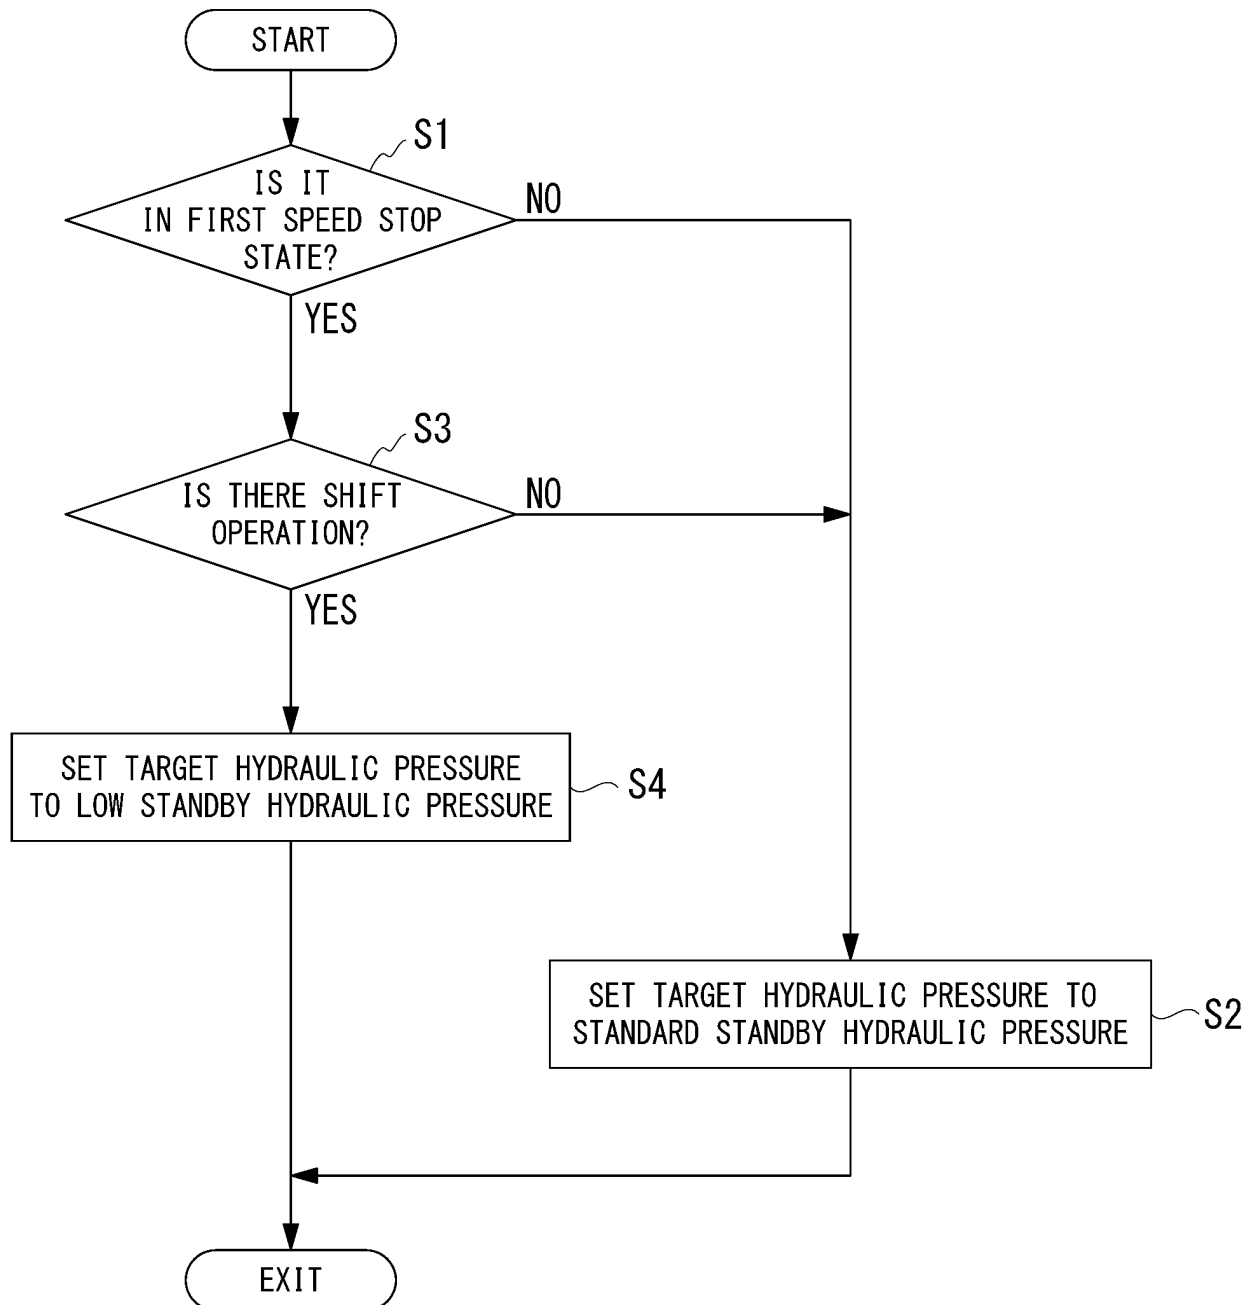 START
S1
IS IT
IN FIRST SPEED STOP
STATE?
NO
YES
S3
IS THERE SHIFT
OPERATION?
NO
YES
SET TARGET HYDRAULIC PRESSURE
TO LOW STANDBY HYDRAULIC PRESSURE
S4
SET TARGET HYDRAULIC PRESSURE TO
STANDARD STANDBY HYDRAULIC PRESSURE
S2
EXIT